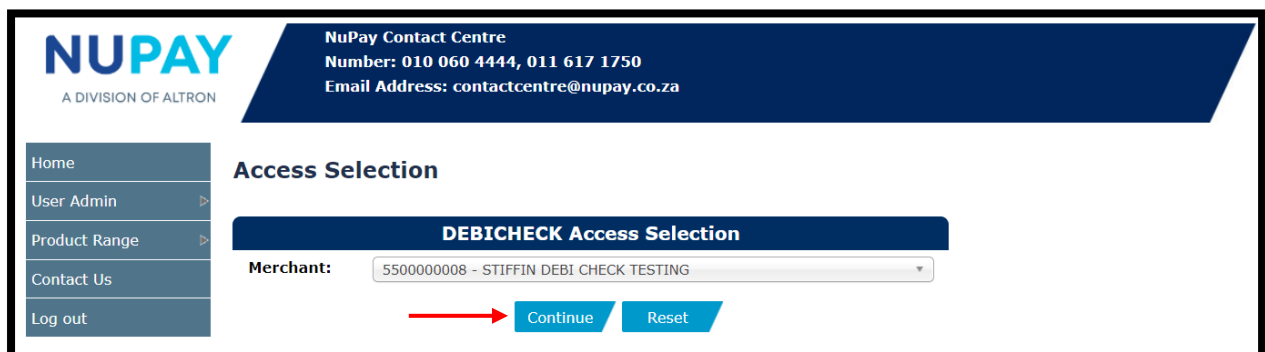 NUPAY
A DIVISION OF ALTRON
NuPay Contact Centre
Number: 010 060 4444, 011 617 1750
Email Address: contactcentre@nupay.co.za
Home
User Admin
Product Range
Contact Us
Log out
Access Selection
DEBICHECK Access Selection
Merchant: 5500000008 - STIFFIN DEBI CHECK TESTING
Continue Reset